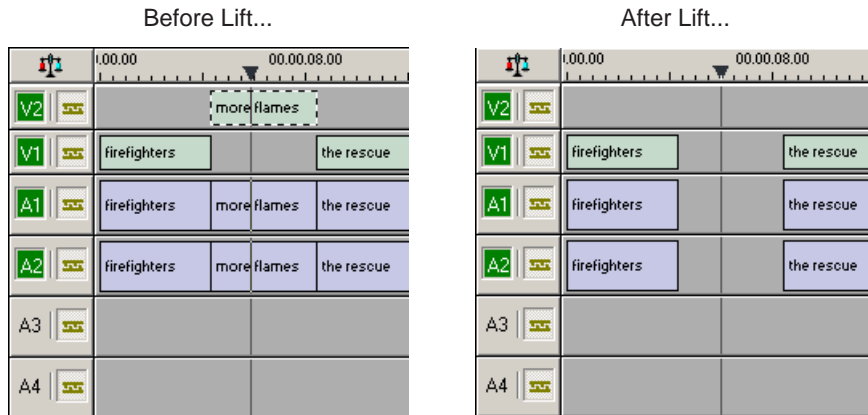 Before Lift...
After Lift...
0.00.00
00.00.08.00
V2
more flames
V1
firefighters
the rescue
A1
firefighters
more flames
the rescue
A2
firefighters
more flames
the rescue
A3
A4
0.00.00
00.00.08.00
V2
V1
firefighters
the rescue
A1
firefighters
the rescue
A2
firefighters
the rescue
A3
A4